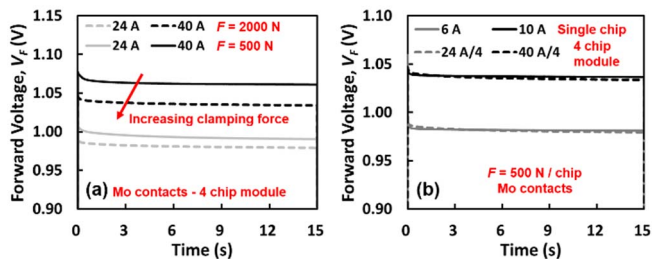 Forward Voltage, VF (V)
1.15
1.10
1.05
1.00
0.95
0.90
24 A 40 A F = 2000 N
24 A 40 A F = 500 N
Increasing clamping force
(a) Mo contacts - 4 chip module
0 3 6 9 12 15
Time (s)
Forward Voltage, VF (V)
1.10
1.05
1.00
0.95
0.90
6 A 10 A Single chip
24 A/4 40 A/4 4 chip
module
F = 500 N / chip
(b) Mo contacts
0 3 6 9 12 15
Time (s)